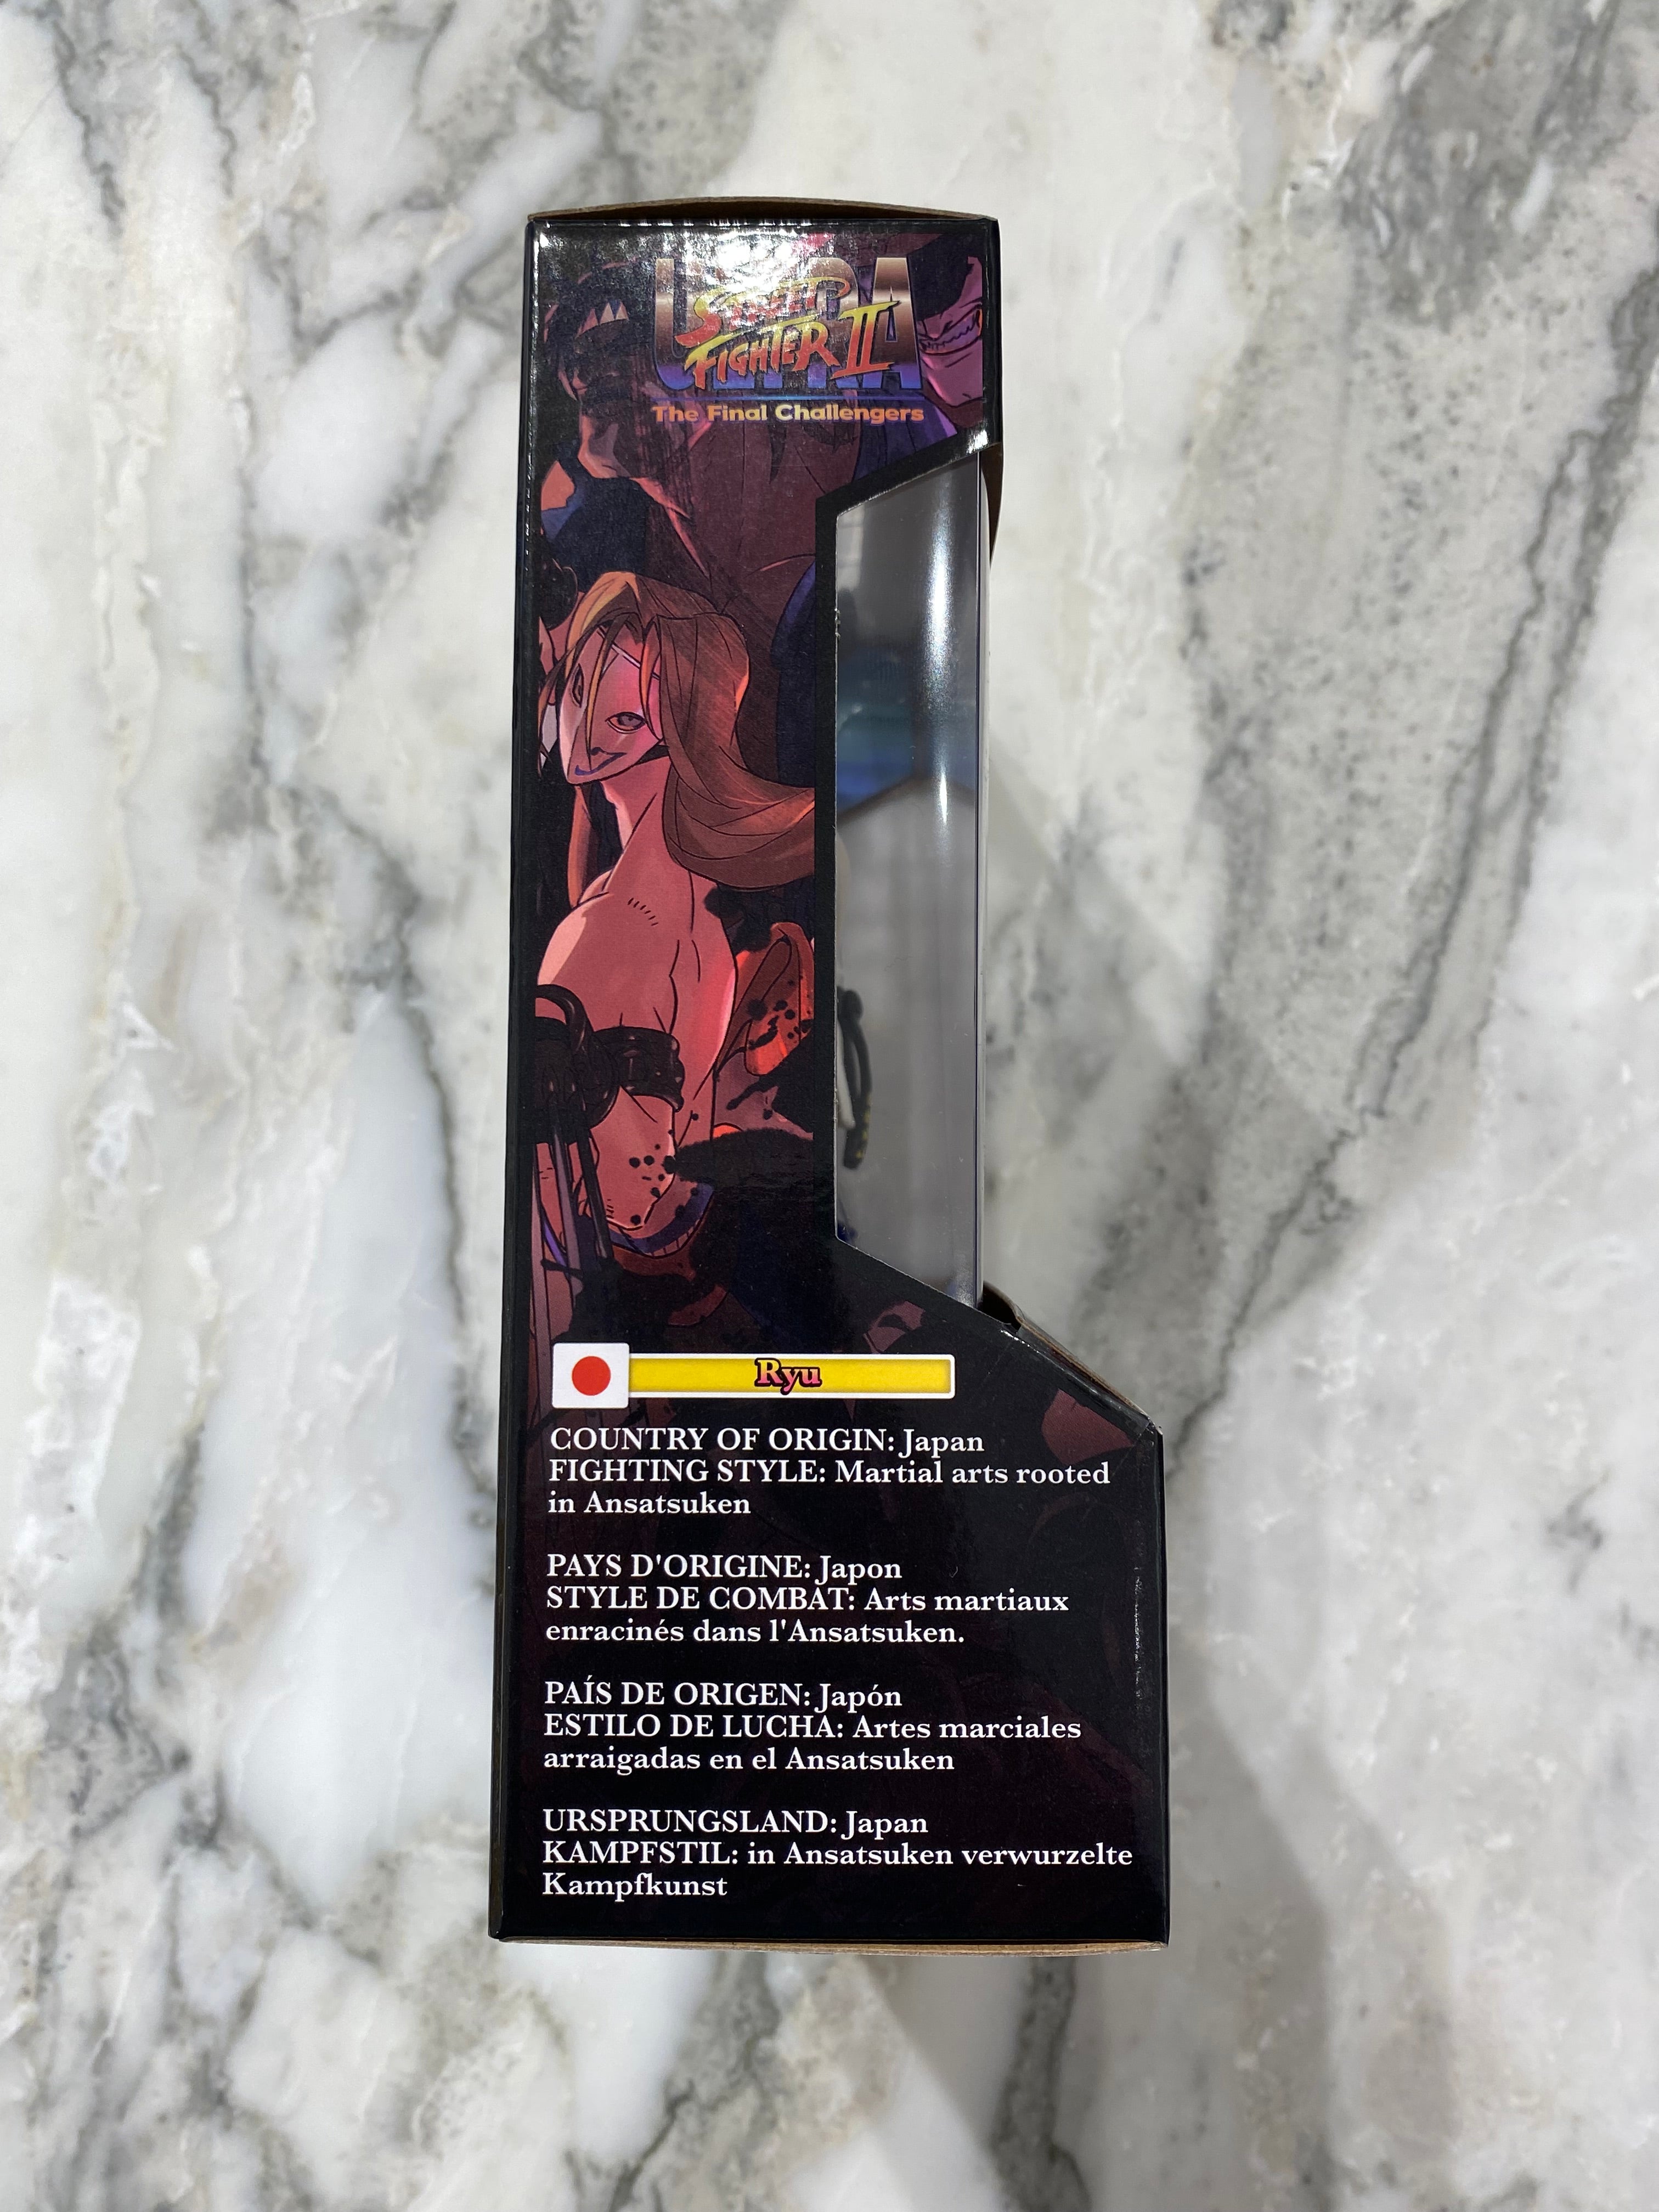 ULTRA
STREET
FIGHTER II
The Final Challengers
Ryu
COUNTRY OF ORIGIN: Japan
FIGHTING STYLE: Martial arts rooted
in Ansatsuken
PAYS D'ORIGINE: Japon
STYLE DE COMBAT: Arts martiaux
enracinés dans l'Ansatsuken.
PAÍS DE ORIGEN: Japón
ESTILO DE LUCHA: Artes marciales
arraigadas en el Ansatsuken
URSPRUNGSLAND: Japan
KAMPFSTIL: in Ansatsuken verwurzelte
Kampfkunst